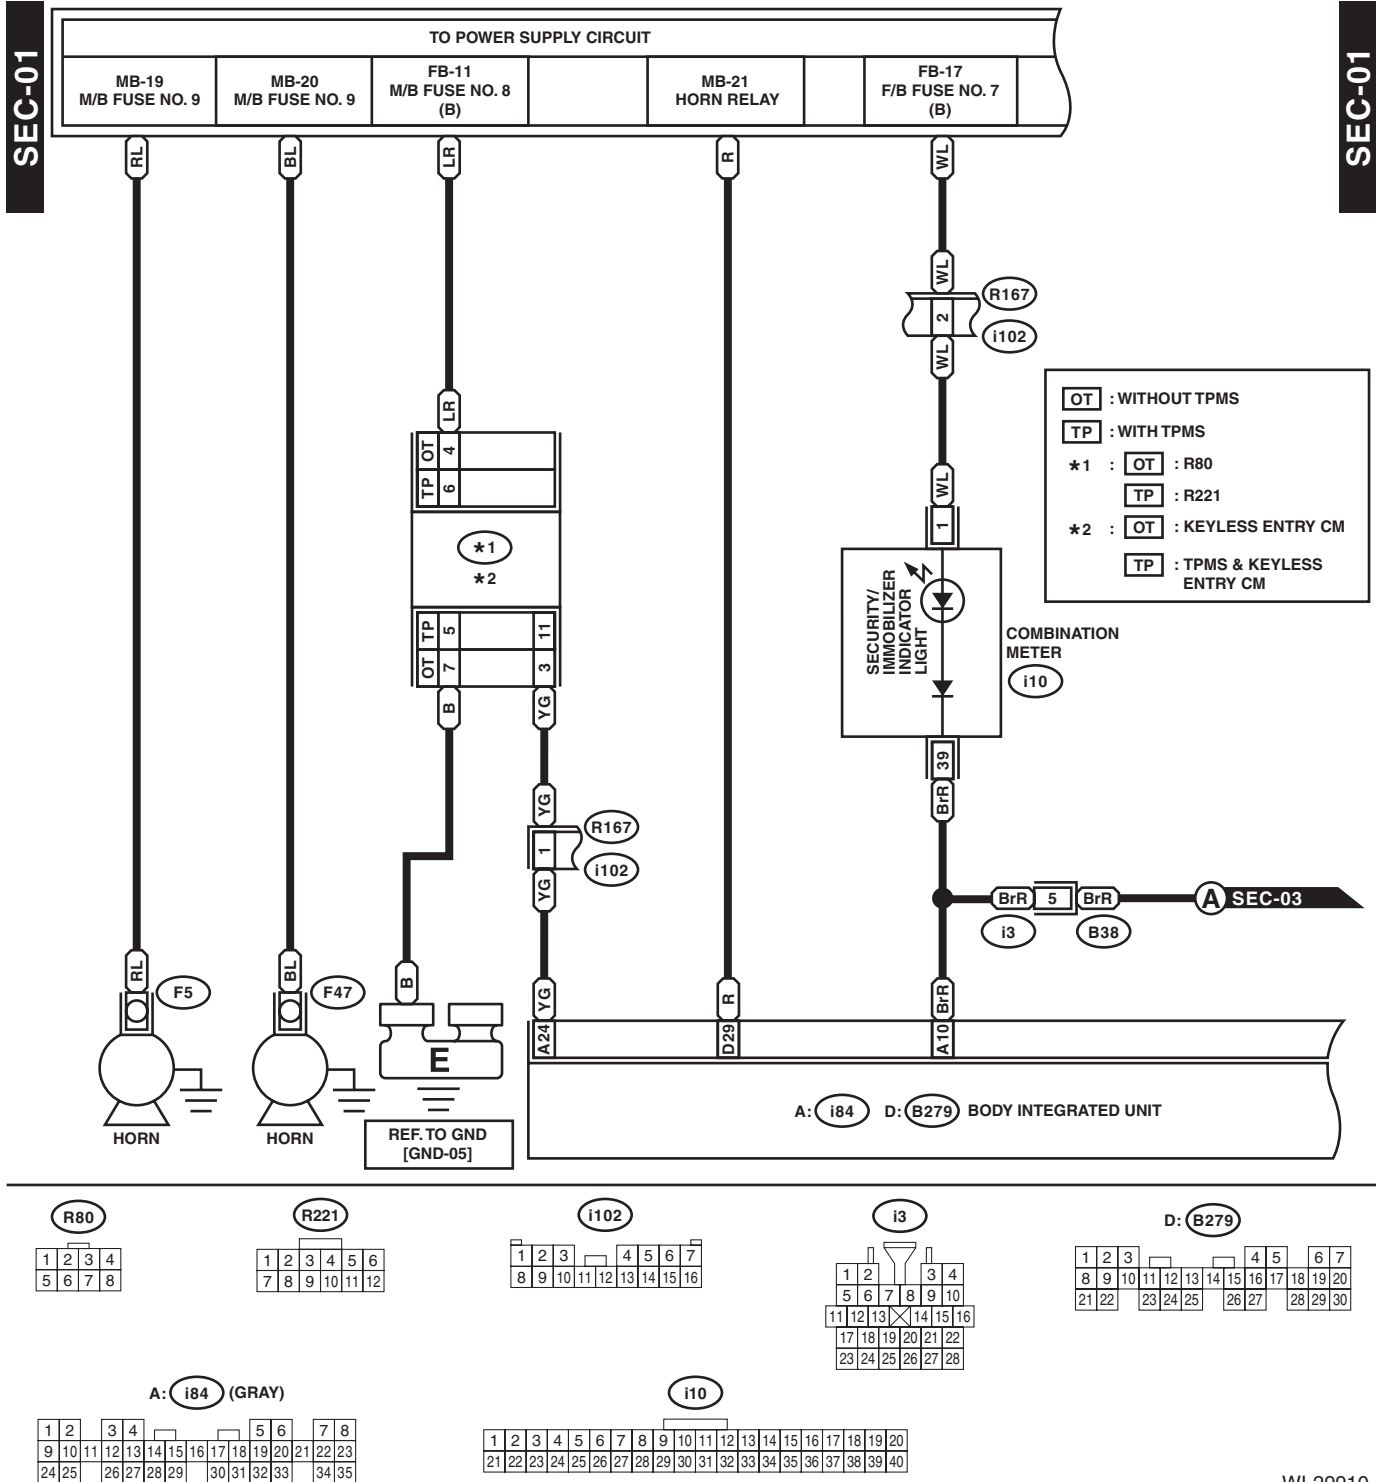 SEC-01
SEC-01
TO POWER SUPPLY CIRCUIT
MB-19
M/B FUSE NO. 9
MB-20
M/B FUSE NO. 9
FB-11
M/B FUSE NO. 8
(B)
MB-21
HORN RELAY
FB-17
F/B FUSE NO. 7
(B)
RL
BL
LR
R
WL
WL
2
R167
i102
WL
OT : WITHOUT TPMS
TP : WITH TPMS
*1 : OT : R80
TP : R221
*2 : OT : KEYLESS ENTRY CM
TP : TPMS & KEYLESS
ENTRY CM
LR
OT 4
TP 6
*1
*2
TP 5 11
OT 7 3
B
YG
WL
1
SECURITY/
IMMOBILIZER
INDICATOR
LIGHT
COMBINATION
METER
i10
39
BrR
YG
1
R167
i102
YG
BrR 5 BrR
i3
B38
A SEC-03
RL
F5
BL
F47
B
YG
R
BrR
A24
D29
A10
E
HORN
HORN
REF. TO GND
[GND-05]
A: i84 D: B279 BODY INTEGRATED UNIT
R80
1 2 3 4
5 6 7 8
R221
1 2 3 4 5 6
7 8 9 10 11 12
i102
1 2 3 4 5 6 7
8 9 10 11 12 13 14 15 16
i3
1 2 3 4
5 6 7 8 9 10
11 12 13 14 15 16
17 18 19 20 21 22
23 24 25 26 27 28
D: B279
1 2 3 4 5 6 7
8 9 10 11 12 13 14 15 16 17 18 19 20
21 22 23 24 25 26 27 28 29 30
A: i84 (GRAY)
1 2 3 4 5 6 7 8
9 10 11 12 13 14 15 16 17 18 19 20 21 22 23
24 25 26 27 28 29 30 31 32 33 34 35
i10
1 2 3 4 5 6 7 8 9 10 11 12 13 14 15 16 17 18 19 20
21 22 23 24 25 26 27 28 29 30 31 32 33 34 35 36 37 38 39 40